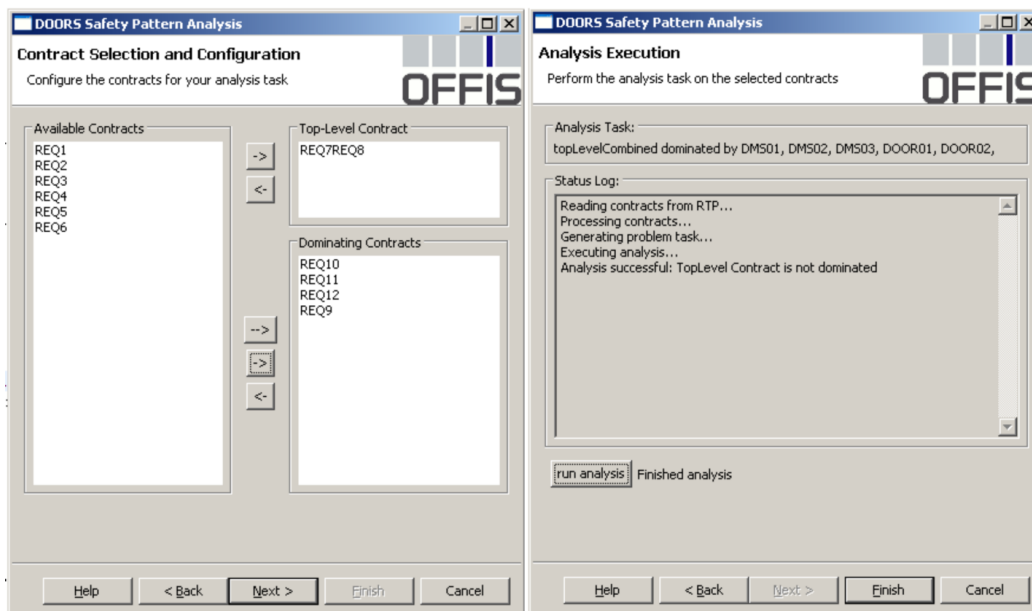 DOORS Safety Pattern Analysis
Contract Selection and Configuration
Configure the contracts for your analysis task
OFFIS
Available Contracts
REQ1
REQ2
REQ3
REQ4
REQ5
REQ6
->
<-
Top-Level Contract
REQ7REQ8
Dominating Contracts
REQ10
REQ11
REQ12
REQ9
-->
->
<-
Help
< Back
Next >
Finish
Cancel
DOORS Safety Pattern Analysis
Analysis Execution
Perform the analysis task on the selected contracts
OFFIS
Analysis Task:
topLevelCombined dominated by DMS01, DMS02, DMS03, DOOR01, DOOR02,
Status Log:
Reading contracts from RTP...
Processing contracts...
Generating problem task...
Executing analysis...
Analysis successful: TopLevel Contract is not dominated
run analysis Finished analysis
Help
< Back
Next >
Finish
Cancel